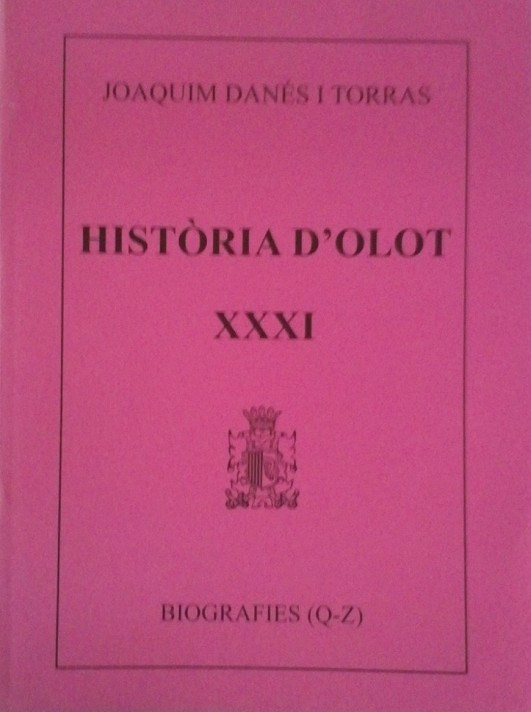 JOAQUIM DANÉS I TORRAS
HISTÒRIA D'OLOT
XXXI
BIOGRAFIES (Q-Z)